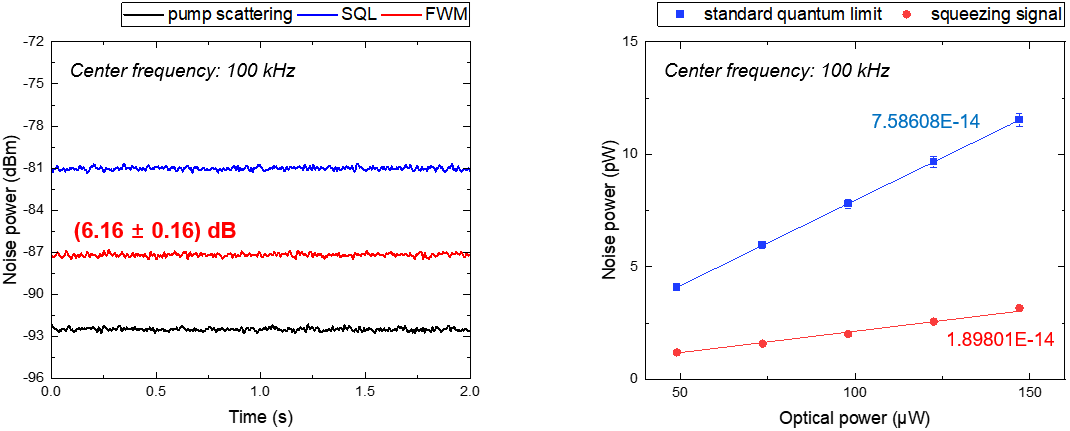 pump scattering SQL FWM
Center frequency: 100 kHz
Noise power (dBm)
-72
-75
-78
-81
-84
-87
-90
-93
-96
(6.16 ± 0.16) dB
0.0 0.5 1.0 1.5 2.0
Time (s)
standard quantum limit squeezing signal
Center frequency: 100 kHz
Noise power (pW)
15
10
5
0
7.58608E-14
1.89801E-14
50 100 150
Optical power (µW)